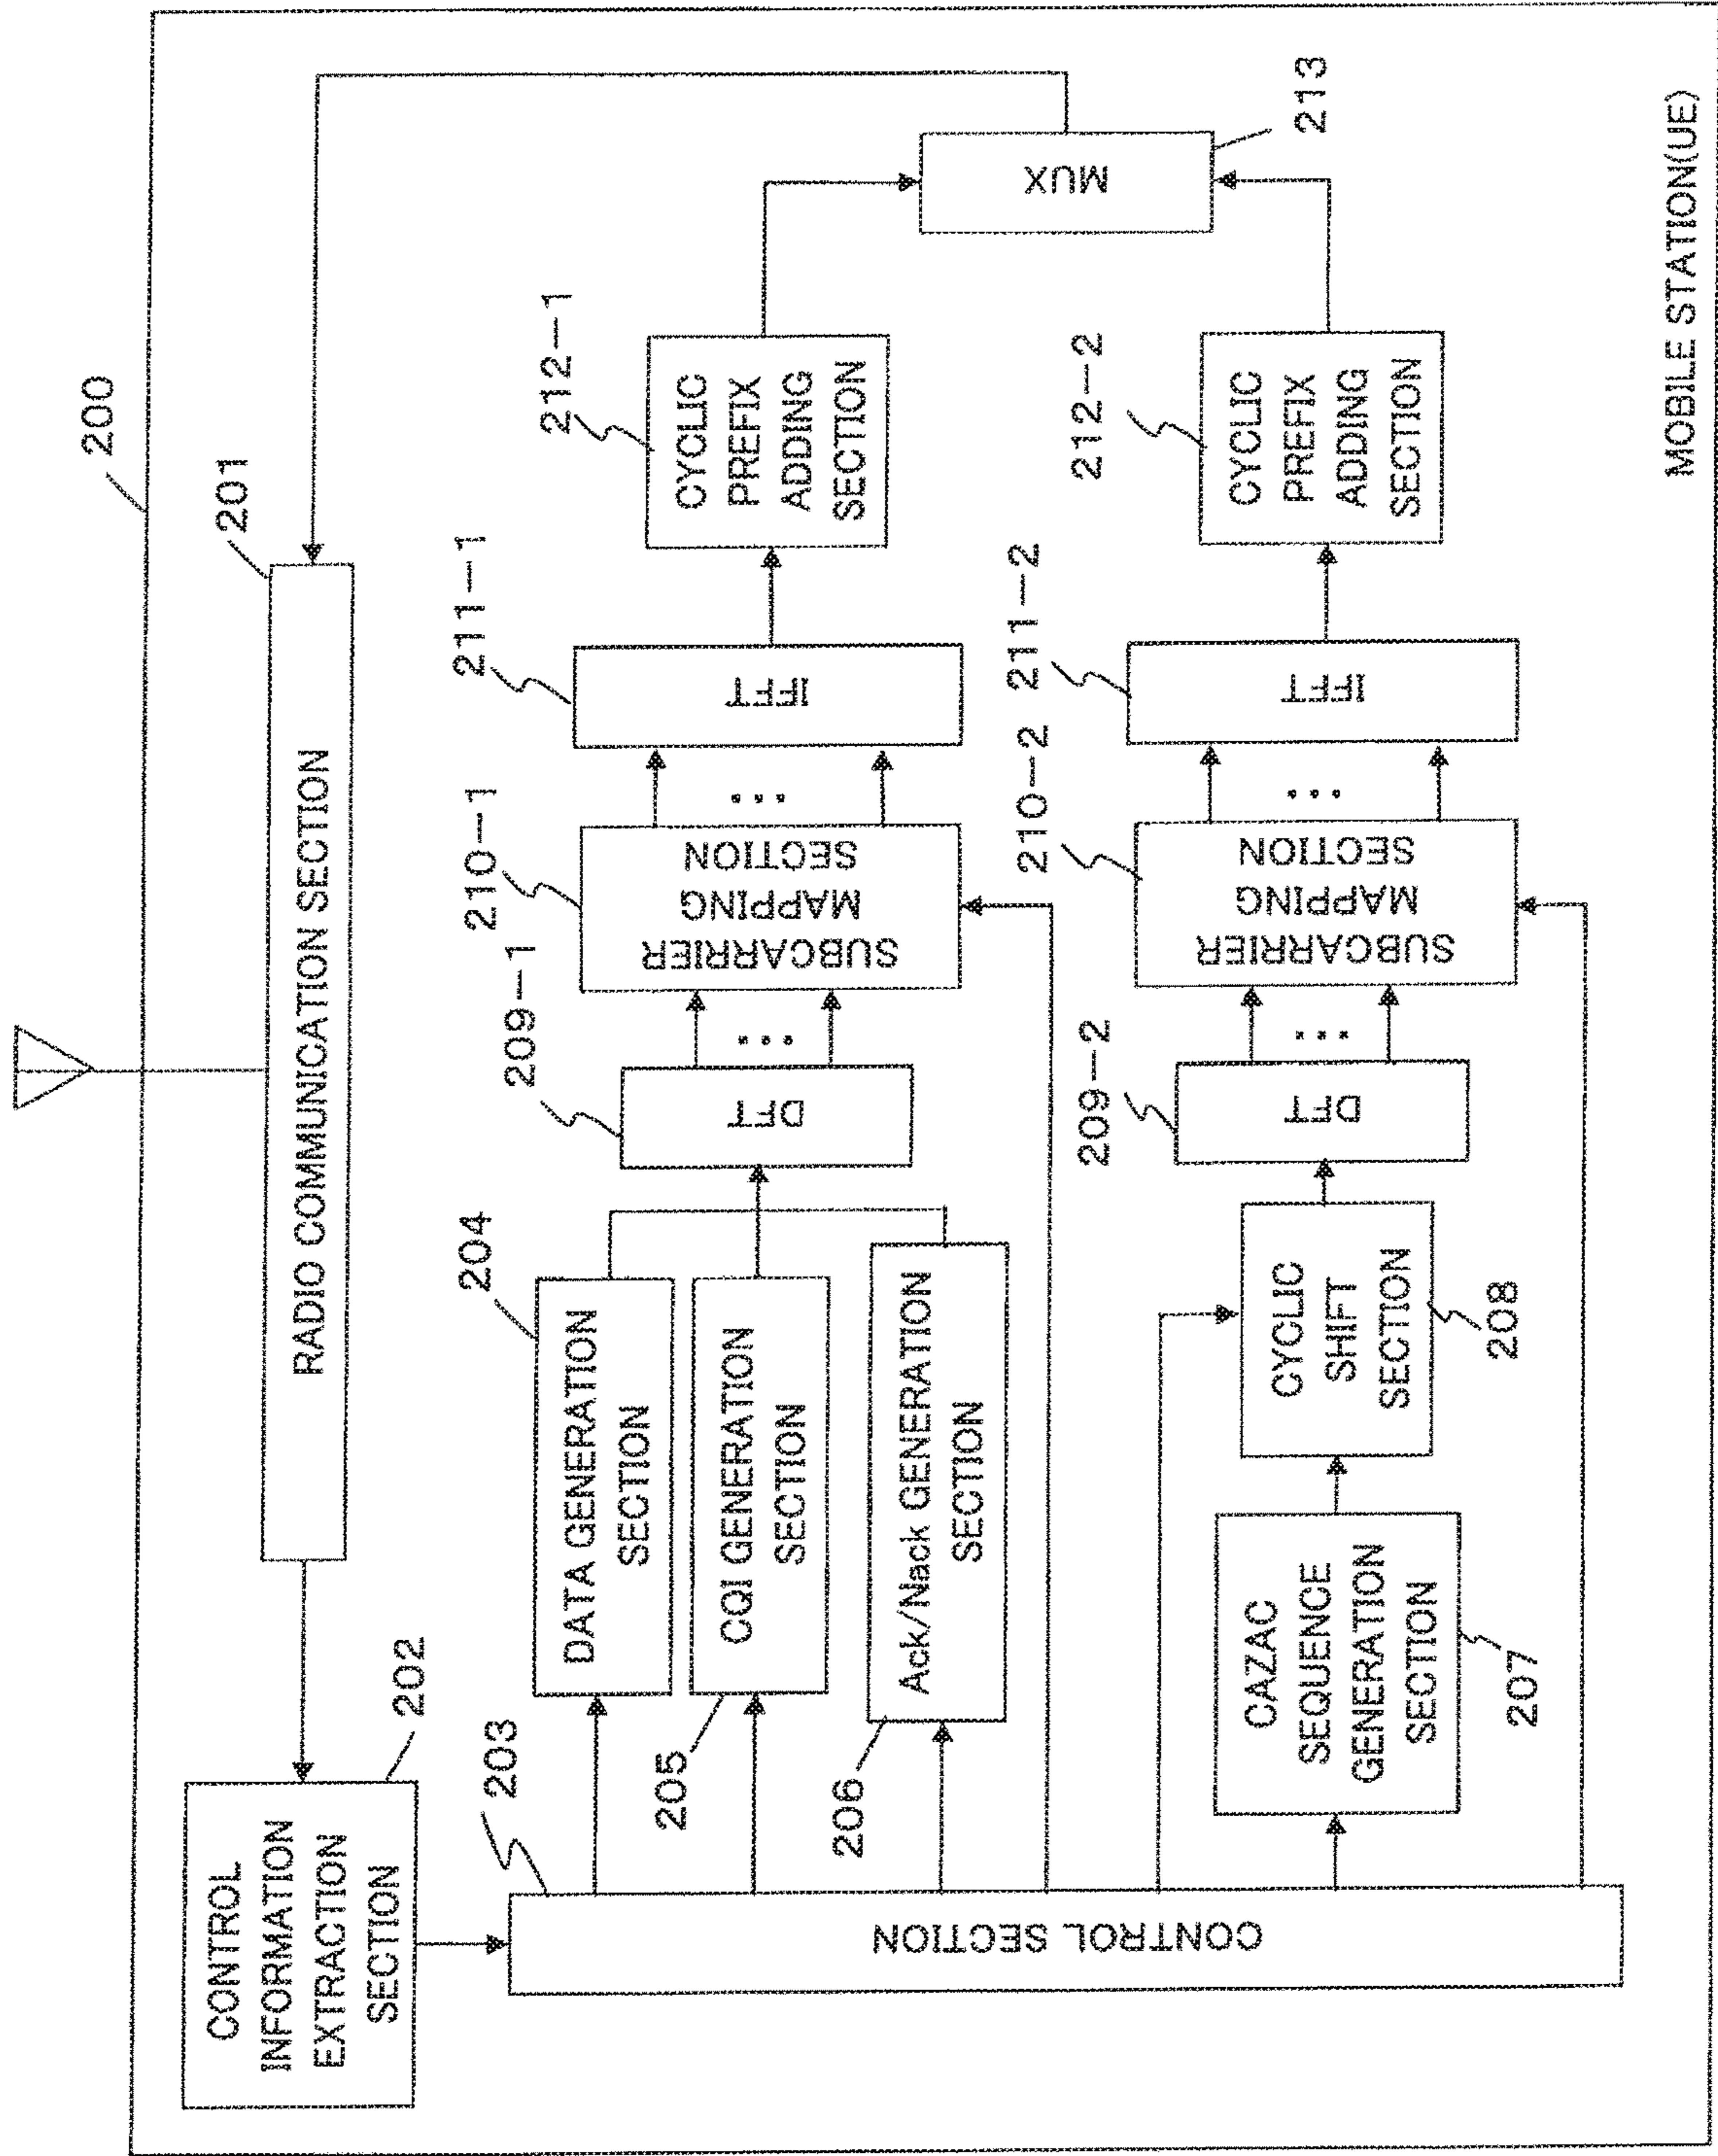 200
201
RADIO COMMUNICATION SECTION
CONTROL
INFORMATION
EXTRACTION
SECTION
202
203
CONTROL SECTION
204
DATA GENERATION
SECTION
205
CQI GENERATION
SECTION
206
Ack/Nack GENERATION
SECTION
209-1
DFT
210-1
SUBCARRIER
MAPPING
SECTION
...
...
211-1
IFFT
212-1
CYCLIC
PREFIX
ADDING
SECTION
MUX
213
CAZAC
SEQUENCE
GENERATION
SECTION
207
CYCLIC
SHIFT
SECTION
208
209-2
DFT
210-2
SUBCARRIER
MAPPING
SECTION
...
...
211-2
IFFT
212-2
CYCLIC
PREFIX
ADDING
SECTION
MOBILE STATION(UE)